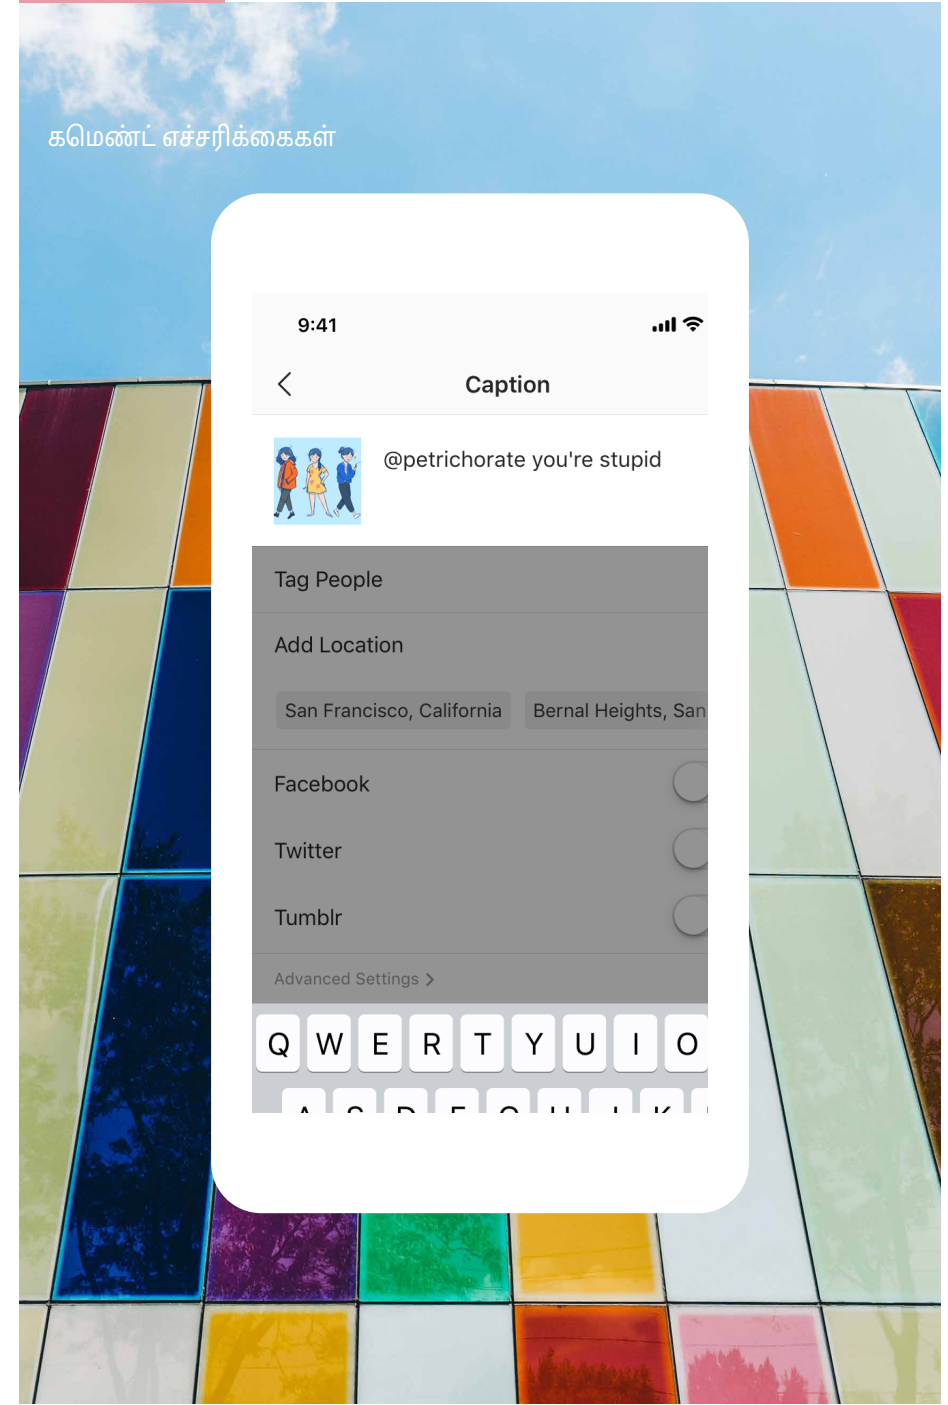 கமெண்ட் எச்சரிக்கைகள்
9:41
Caption
@petrichorate you're stupid
Tag People
Add Location
San Francisco, California
Bernal Heights, San
Facebook
Twitter
Tumblr
Advanced Settings >
Q W E R T Y U I O
A S D F G H J K